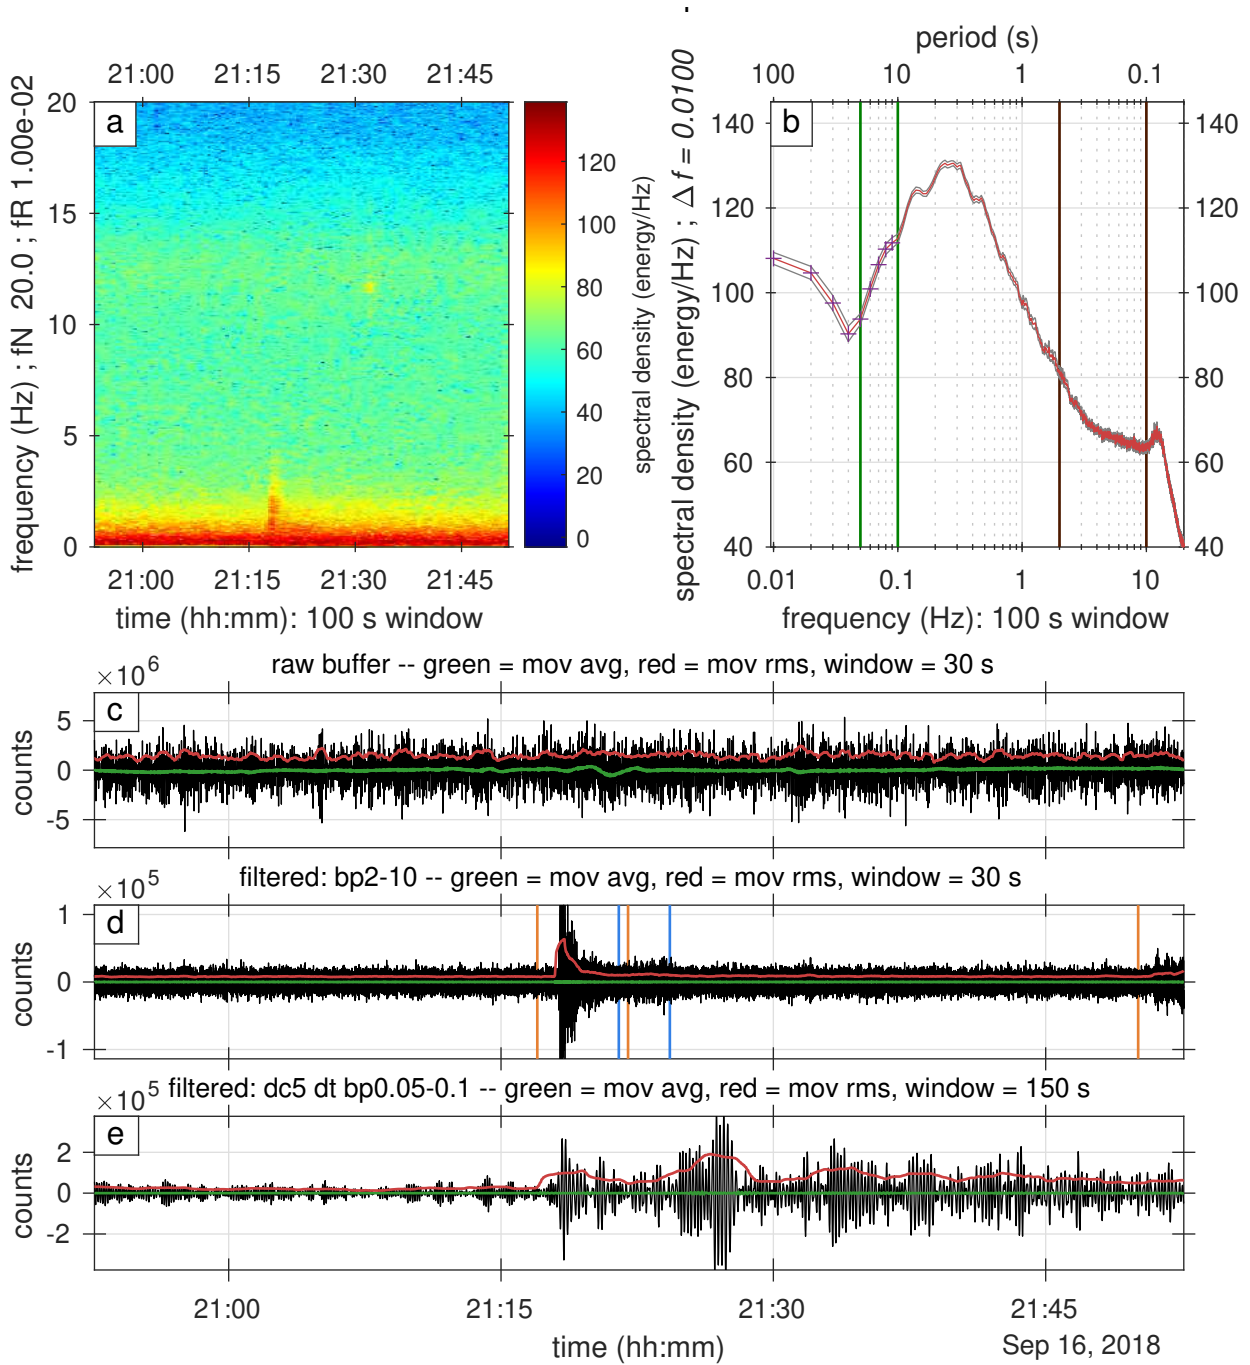 period (s)
21:00 21:15 21:30 21:45
100 10 1 0.1
a
b
frequency (Hz) ; fN 20.0 ; fR 1.00e-02
20
15
10
5
0
120
100
80
60
40
20
0
spectral density (energy/Hz)
spectral density (energy/Hz) ; Δ f = 0.0100
140
120
100
80
60
40
140
120
100
80
60
40
21:00 21:15 21:30 21:45
0.01 0.1 1 10
time (hh:mm): 100 s window
frequency (Hz): 100 s window
×10⁶
raw buffer -- green = mov avg, red = mov rms, window = 30 s
c
counts
5
0
-5
×10⁵
filtered: bp2-10 -- green = mov avg, red = mov rms, window = 30 s
d
counts
1
0
-1
×10⁵
filtered: dc5 dt bp0.05-0.1 -- green = mov avg, red = mov rms, window = 150 s
e
counts
2
0
-2
21:00 21:15 21:30 21:45
time (hh:mm)
Sep 16, 2018